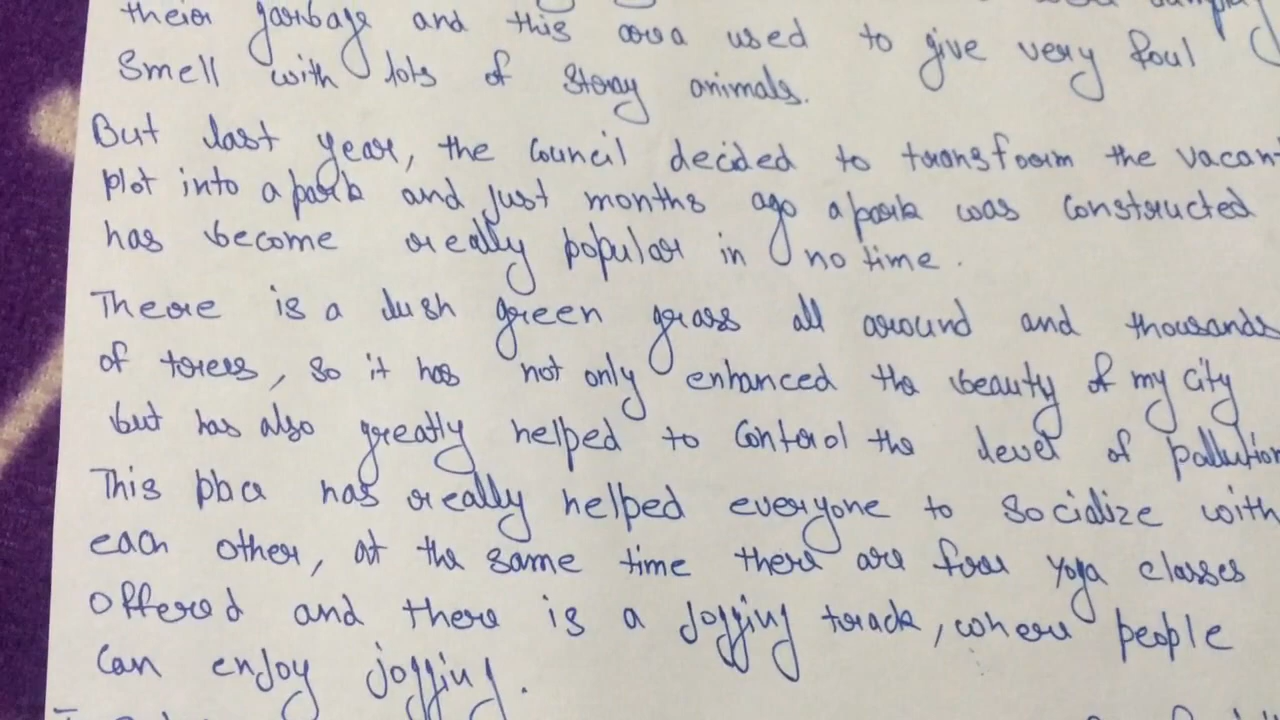 their garbage and this area used to give very foul
Smell with lots of stray animals.
But last year, the Council decided to transform the vacant
plot into a park and just months ago a park was constructed
has become really popular in no time.
There is a lush green grass all around and thousands
of trees, so it has not only enhanced the beauty of my city
but has also greatly helped to Control the level of pollution
This place has really helped everyone to socialize with
each other, at the same time there are free yoga classes
offered and there is a jogging track, where people
Can enjoy jogging.